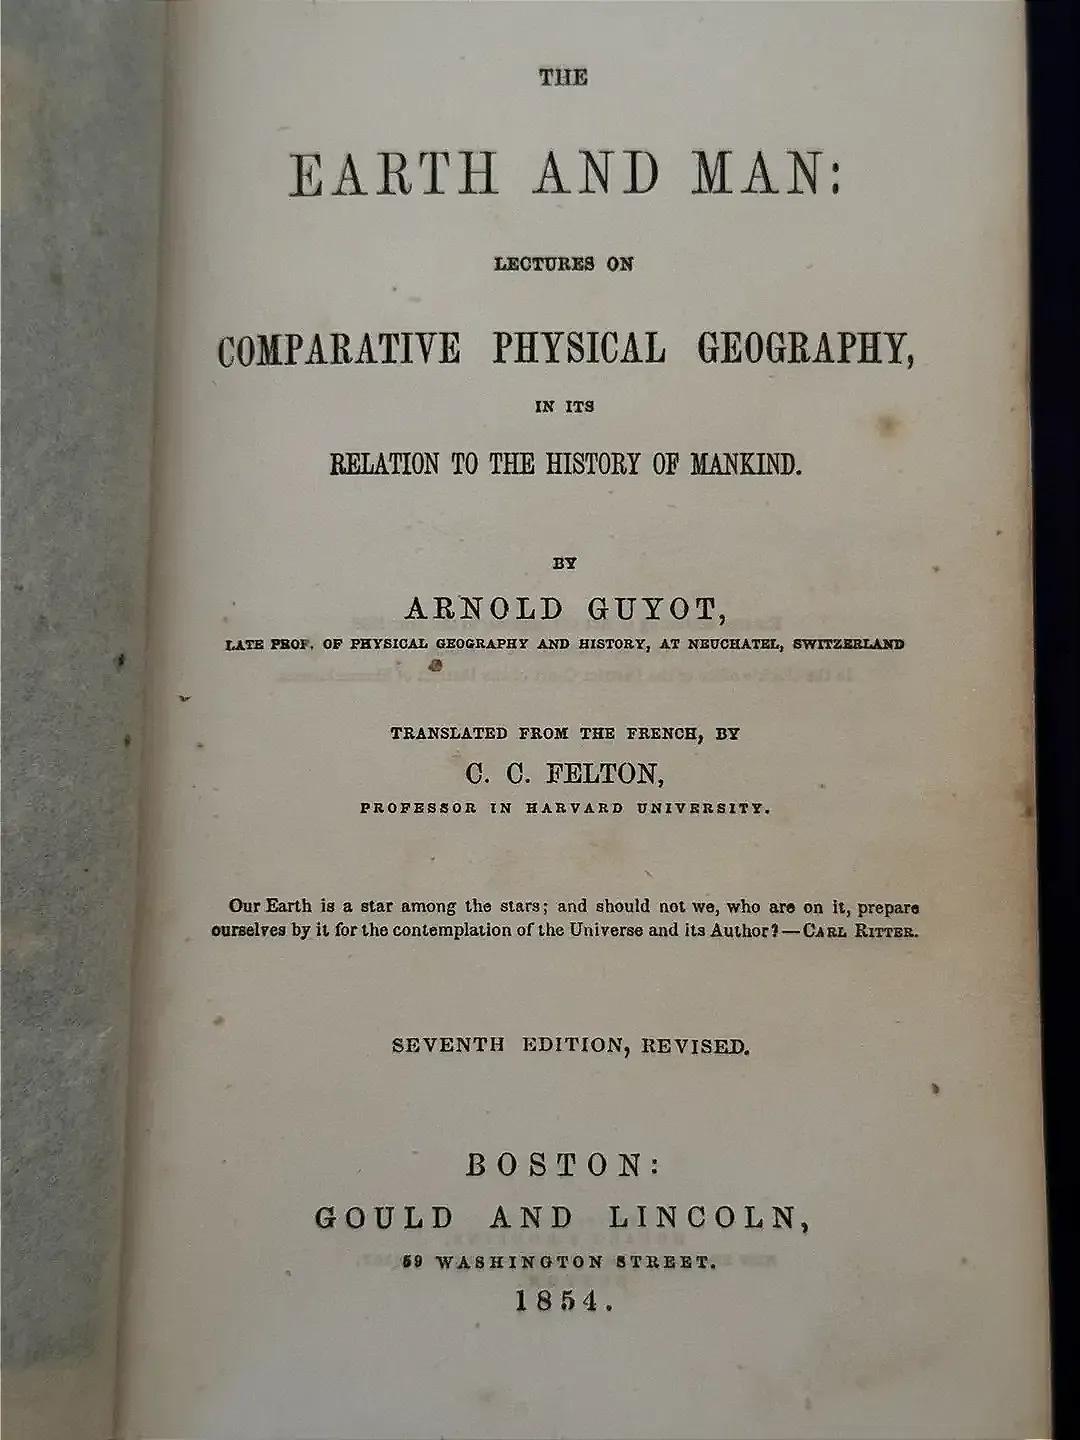 THE
EARTH AND MAN:
LECTURES ON
COMPARATIVE PHYSICAL GEOGRAPHY,
IN ITS
RELATION TO THE HISTORY OF MANKIND.
BY
ARNOLD GUYOT,
LATE PROF. OF PHYSICAL GEOGRAPHY AND HISTORY, AT NEUCHATEL, SWITZERLAND
TRANSLATED FROM THE FRENCH, BY
C. C. FELTON,
PROFESSOR IN HARVARD UNIVERSITY.
Our Earth is a star among the stars; and should not we, who are on it, prepare
ourselves by it for the contemplation of the Universe and its Author?—CARL RITTER.
SEVENTH EDITION, REVISED.
BOSTON:
GOULD AND LINCOLN,
59 WASHINGTON STREET.
1854.